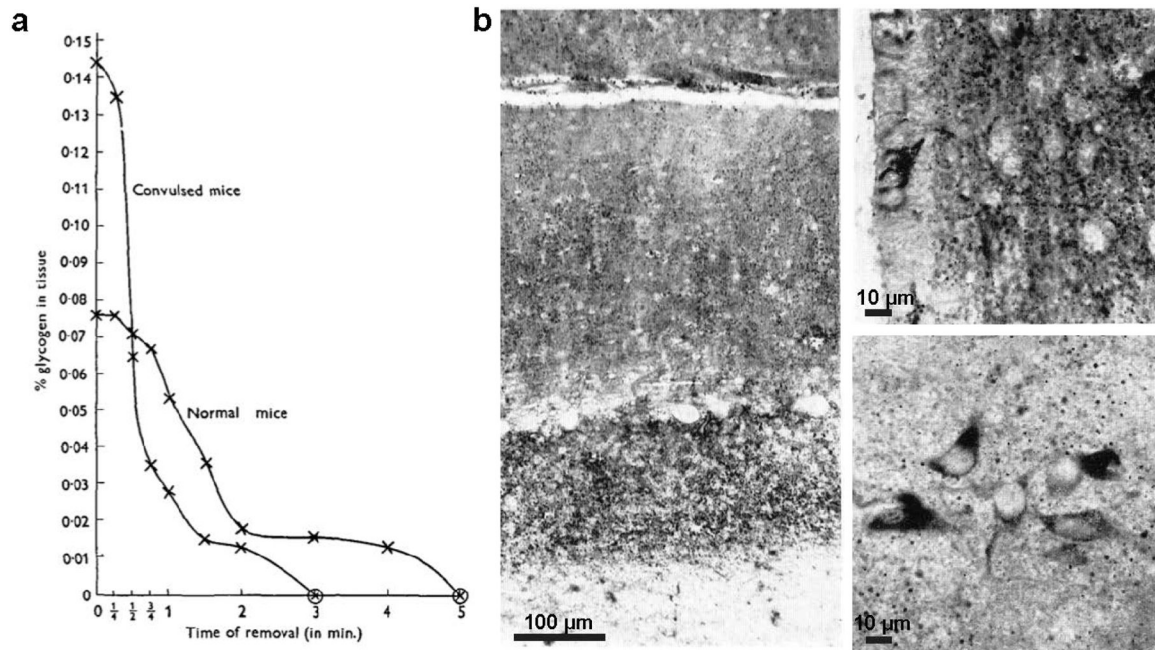 a
b
0·15
0·14
0·13
0·12
0·11
0·10
0·09
0·08
0·07
0·06
0·05
0·04
0·03
0·02
0·01
0
% glycogen in tissue
Convulsed mice
Normal mice
0 1/4 1/2 3/4 1 2 3 4 5
Time of removal (in min.)
100 µm
10 µm
10 µm